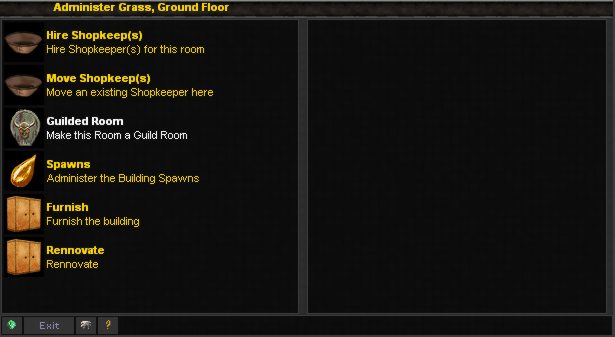 Administer Grass, Ground Floor
Hire Shopkeep(s)
Hire Shopkeeper(s) for this room
Move Shopkeep(s)
Move an existing Shopkeeper here
Guilded Room
Make this Room a Guild Room
Spawns
Administer the Building Spawns
Furnish
Furnish the building
Rennovate
Rennovate
Exit
?